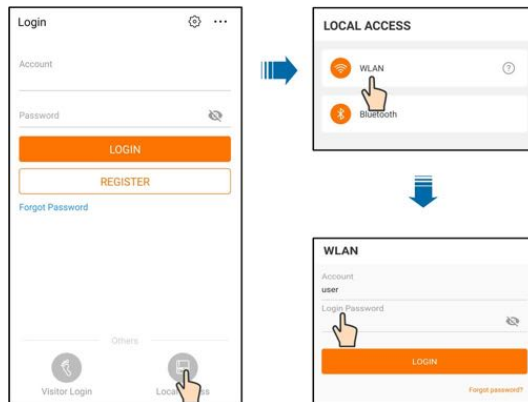 Login
Account
Password
LOGIN
REGISTER
Forgot Password
Others
Visitor Login
LOCAL ACCESS
WLAN
Bluetooth
WLAN
Account
user
Login Password
LOGIN
Forgot password?